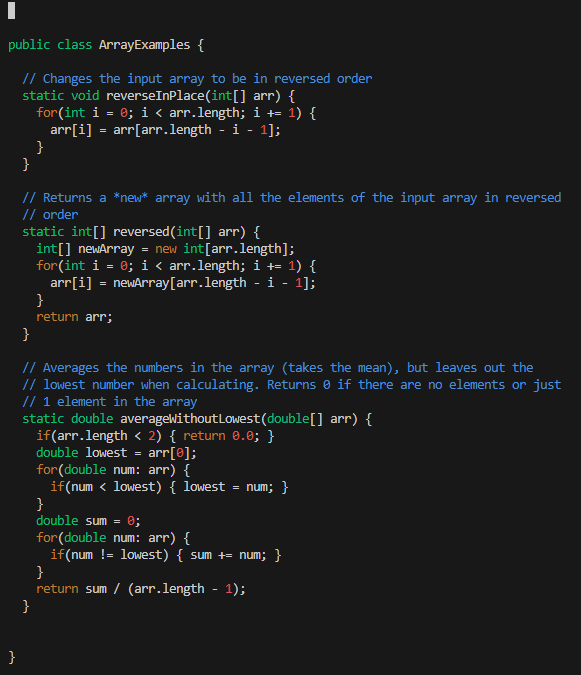 public class ArrayExamples {
  // Changes the input array to be in reversed order
  static void reverseInPlace(int[] arr) {
    for(int i = 0; i < arr.length; i += 1) {
      arr[i] = arr[arr.length - i - 1];
    }
  }
  // Returns a *new* array with all the elements of the input array in reversed
  // order
  static int[] reversed(int[] arr) {
    int[] newArray = new int[arr.length];
    for(int i = 0; i < arr.length; i += 1) {
      arr[i] = newArray[arr.length - i - 1];
    }
    return arr;
  }
  // Averages the numbers in the array (takes the mean), but leaves out the
  // lowest number when calculating. Returns 0 if there are no elements or just
  // 1 element in the array
  static double averageWithoutLowest(double[] arr) {
    if(arr.length < 2) { return 0.0; }
    double lowest = arr[0];
    for(double num: arr) {
      if(num < lowest) { lowest = num; }
    }
    double sum = 0;
    for(double num: arr) {
      if(num != lowest) { sum += num; }
    }
    return sum / (arr.length - 1);
  }
}